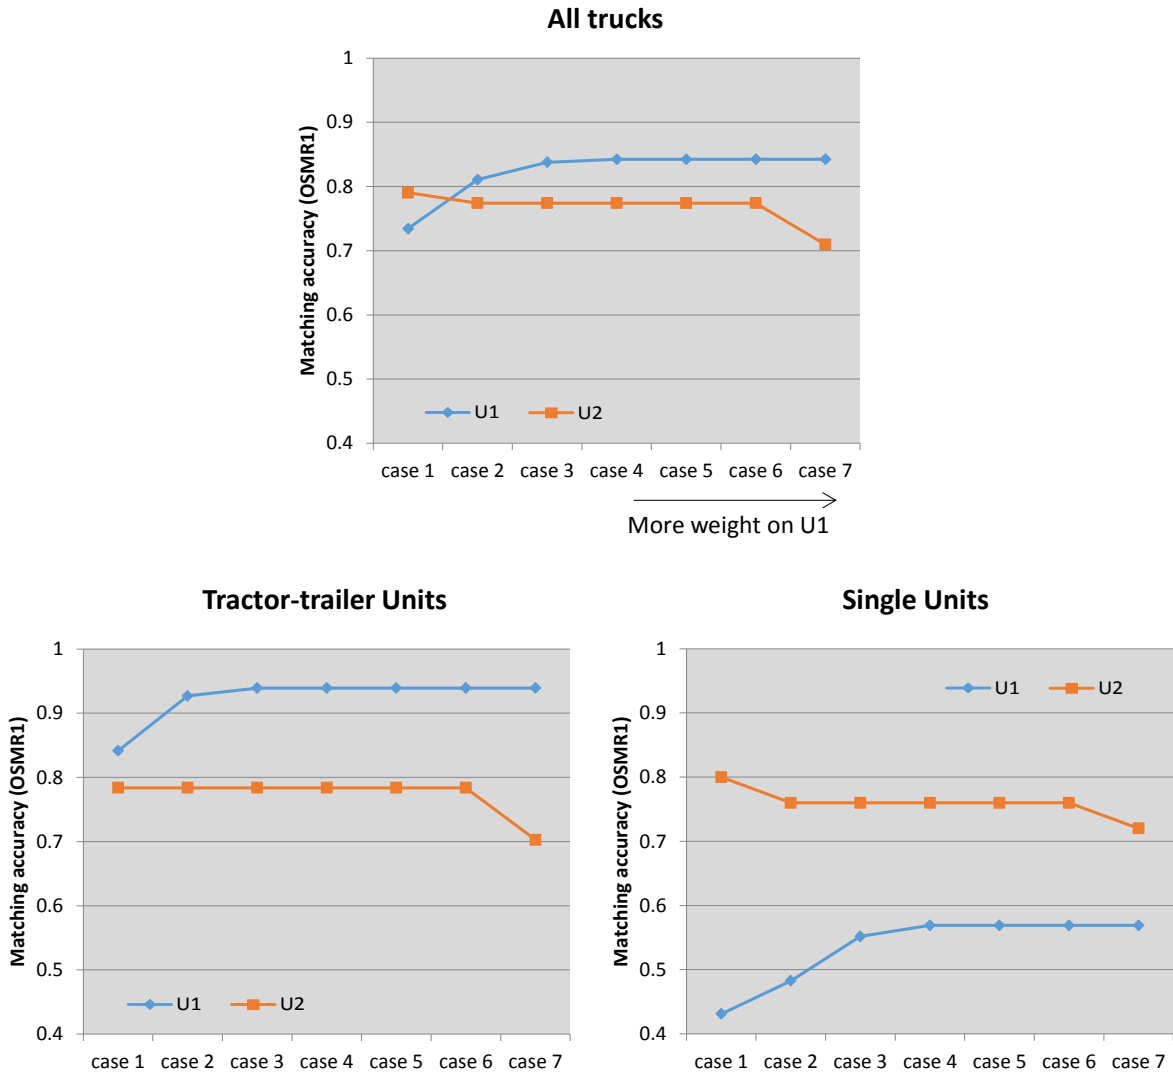 All trucks
Matching accuracy (OSMR1)
1
0.9
0.8
0.7
0.6
0.5
0.4
U1 U2
case 1 case 2 case 3 case 4 case 5 case 6 case 7
More weight on U1
Tractor-trailer Units
Matching accuracy (OSMR1)
1
0.9
0.8
0.7
0.6
0.5
0.4
U1 U2
case 1 case 2 case 3 case 4 case 5 case 6 case 7
Single Units
Matching accuracy (OSMR1)
1
0.9
0.8
0.7
0.6
0.5
0.4
U1 U2
case 1 case 2 case 3 case 4 case 5 case 6 case 7